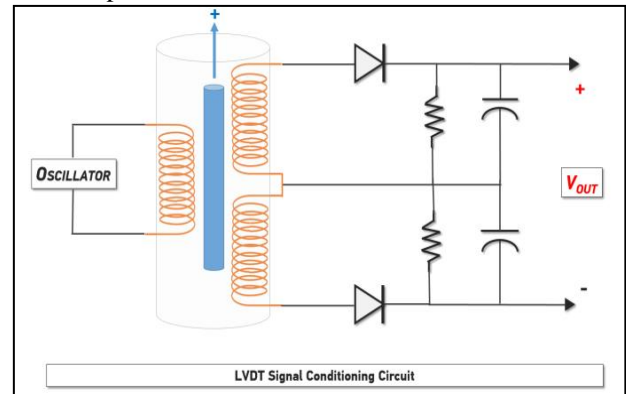 +
OSCILLATOR
+
VOUT
-
LVDT Signal Conditioning Circuit